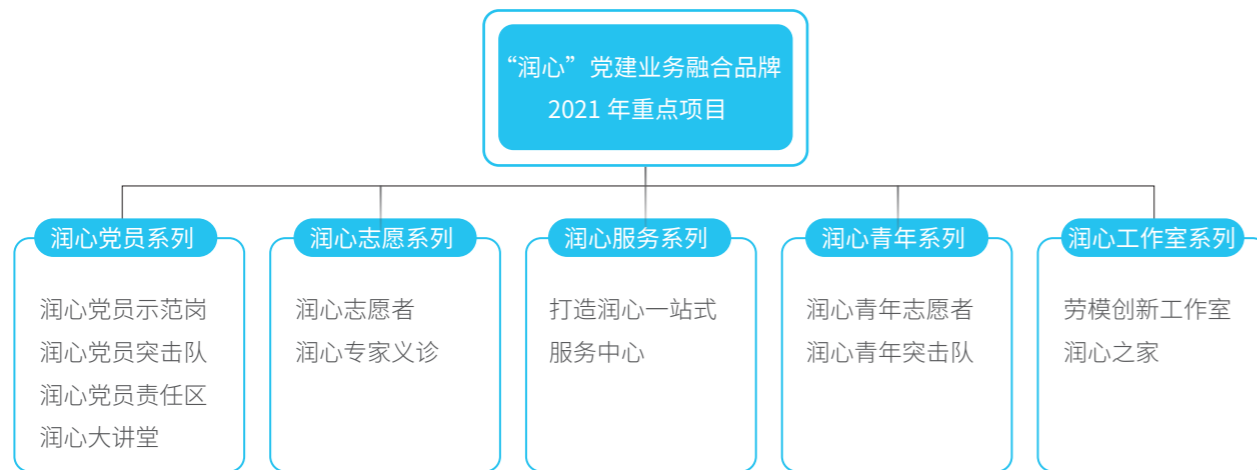 “润心”党建业务融合品牌
2021 年重点项目
润心党员系列
润心党员示范岗
润心党员突击队
润心党员责任区
润心大讲堂
润心志愿系列
润心志愿者
润心专家义诊
润心服务系列
打造润心一站式
服务中心
润心青年系列
润心青年志愿者
润心青年突击队
润心工作室系列
劳模创新工作室
润心之家